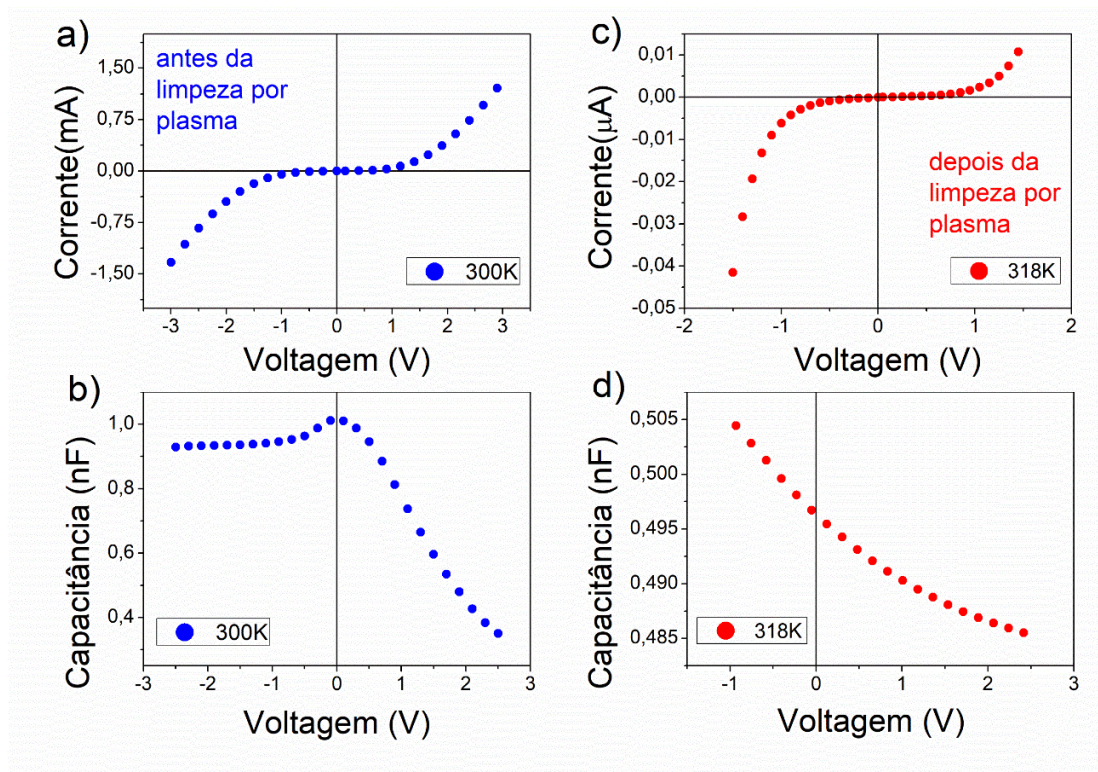 a)
antes da
limpeza por
plasma
Corrente(mA)
1,50
0,75
0,00
-0,75
-1,50
300K
-3 -2 -1 0 1 2 3
Voltagem (V)
c)
Corrente(µA)
0,01
0,00
-0,01
-0,02
-0,03
-0,04
-0,05
depois da
limpeza por
plasma
318K
-2 -1 0 1 2
Voltagem (V)
b)
Capacitância (nF)
1,0
0,8
0,6
0,4
300K
-3 -2 -1 0 1 2 3
Voltagem (V)
d)
Capacitância (nF)
0,505
0,500
0,495
0,490
0,485
318K
-1 0 1 2 3
Voltagem (V)